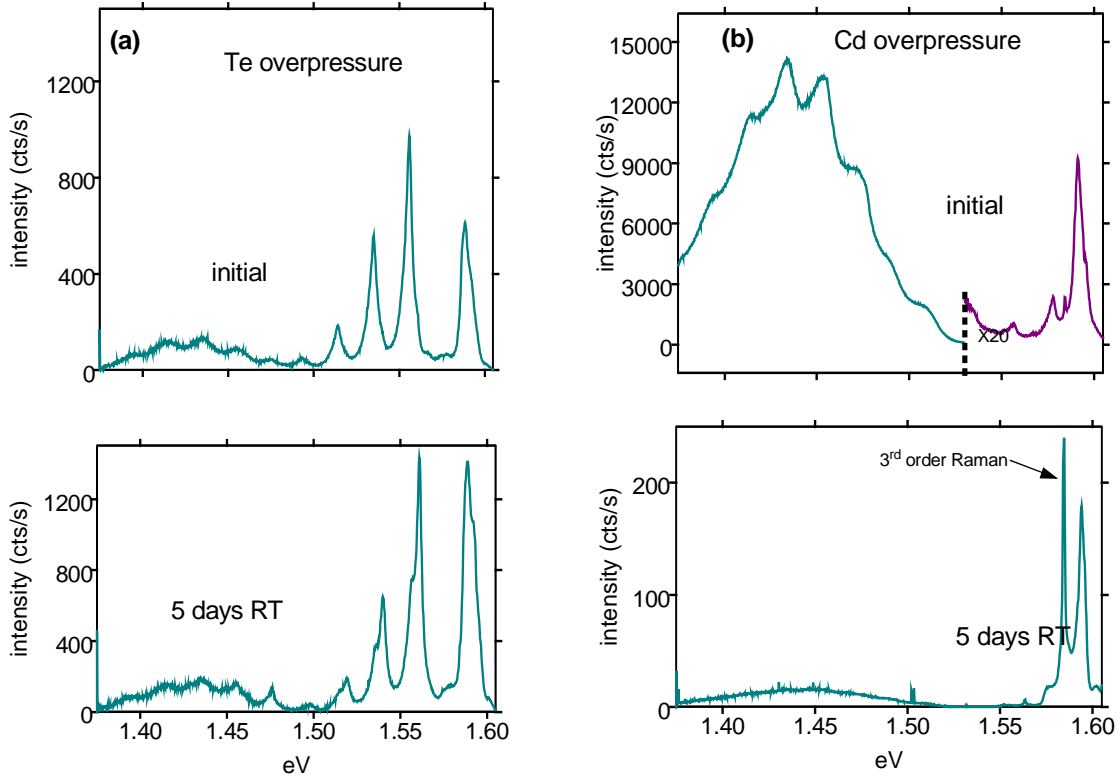 (a)
Te overpressure
1200
800
400
0
intensity (cts/s)
initial
(b)
Cd overpressure
15000
12000
9000
6000
3000
0
intensity (cts/s)
initial
X20
1200
800
400
0
intensity (cts/s)
5 days RT
1.40 1.45 1.50 1.55 1.60
eV
3rd order Raman
200
100
0
intensity (cts/s)
5 days RT
1.40 1.45 1.50 1.55 1.60
eV